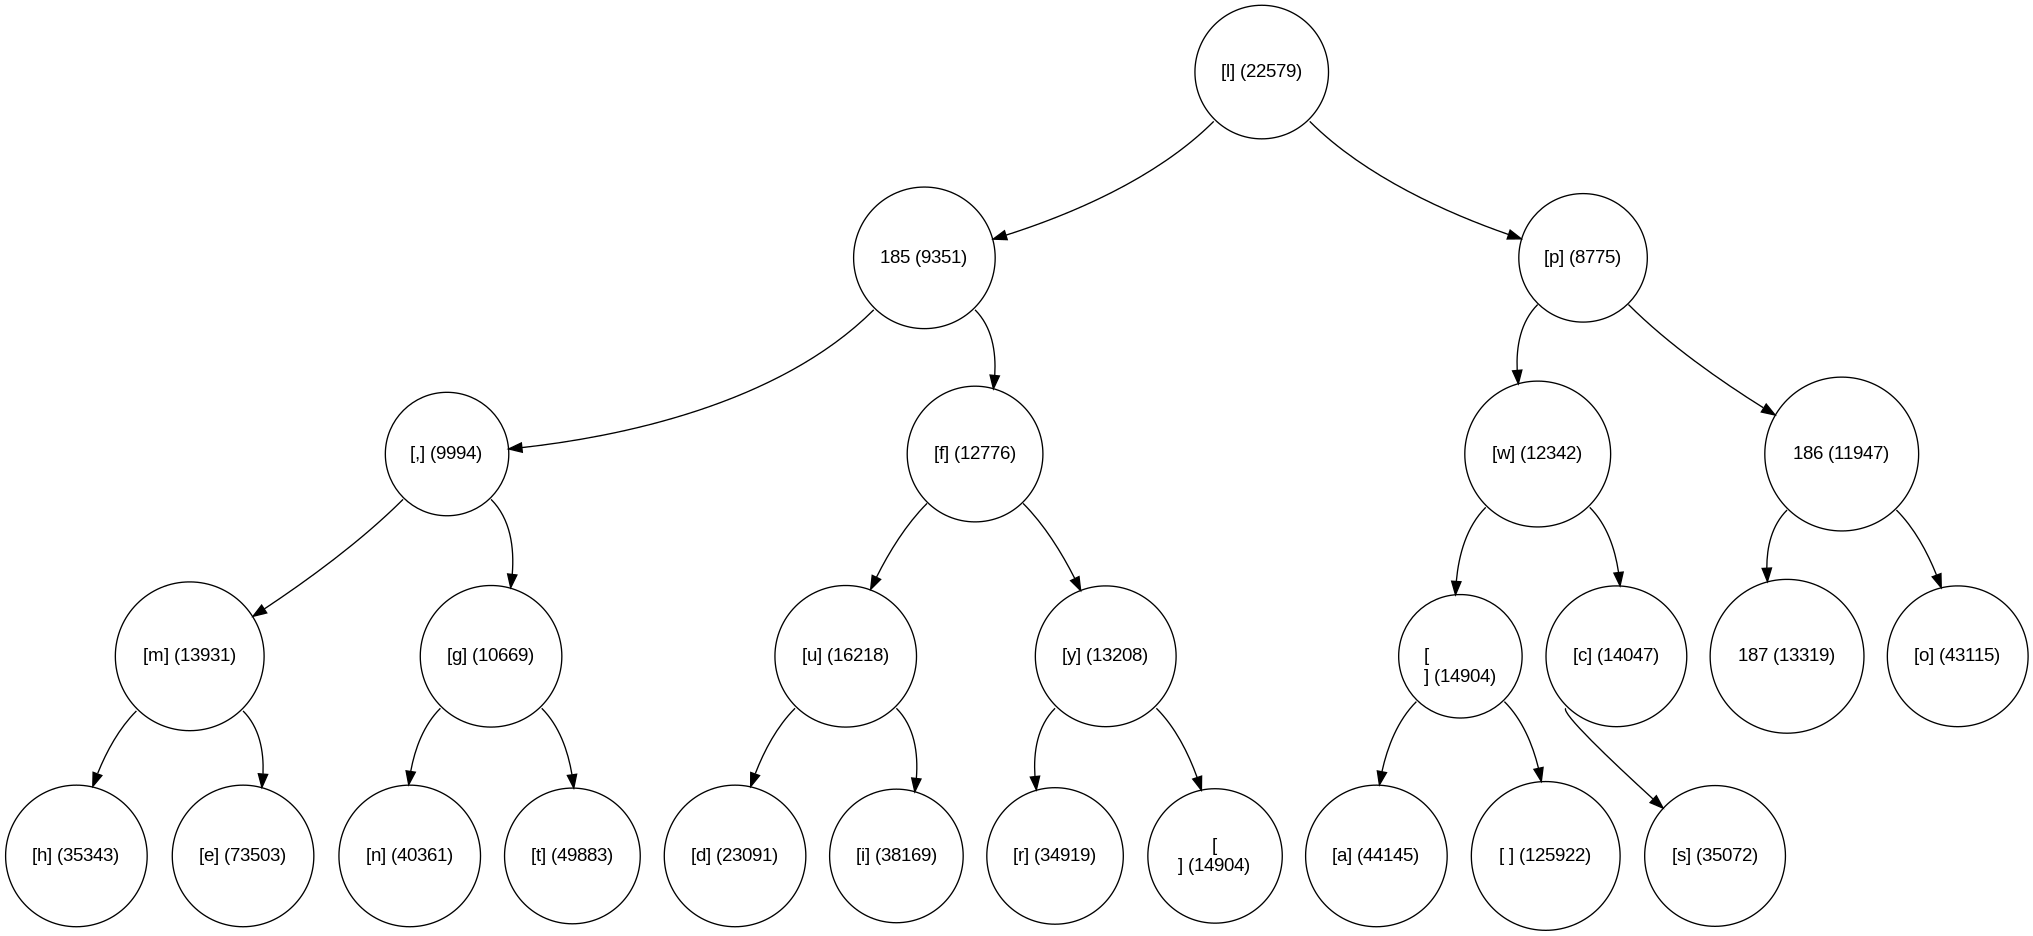 [l] (22579)
185 (9351)
[p] (8775)
[,] (9994)
[f] (12776)
[w] (12342)
186 (11947)
[m] (13931)
[g] (10669)
[u] (16218)
[y] (13208)
[
] (14904)
[c] (14047)
187 (13319)
[o] (43115)
[h] (35343)
[e] (73503)
[n] (40361)
[t] (49883)
[d] (23091)
[i] (38169)
[r] (34919)
[
] (14904)
[a] (44145)
[ ] (125922)
[s] (35072)